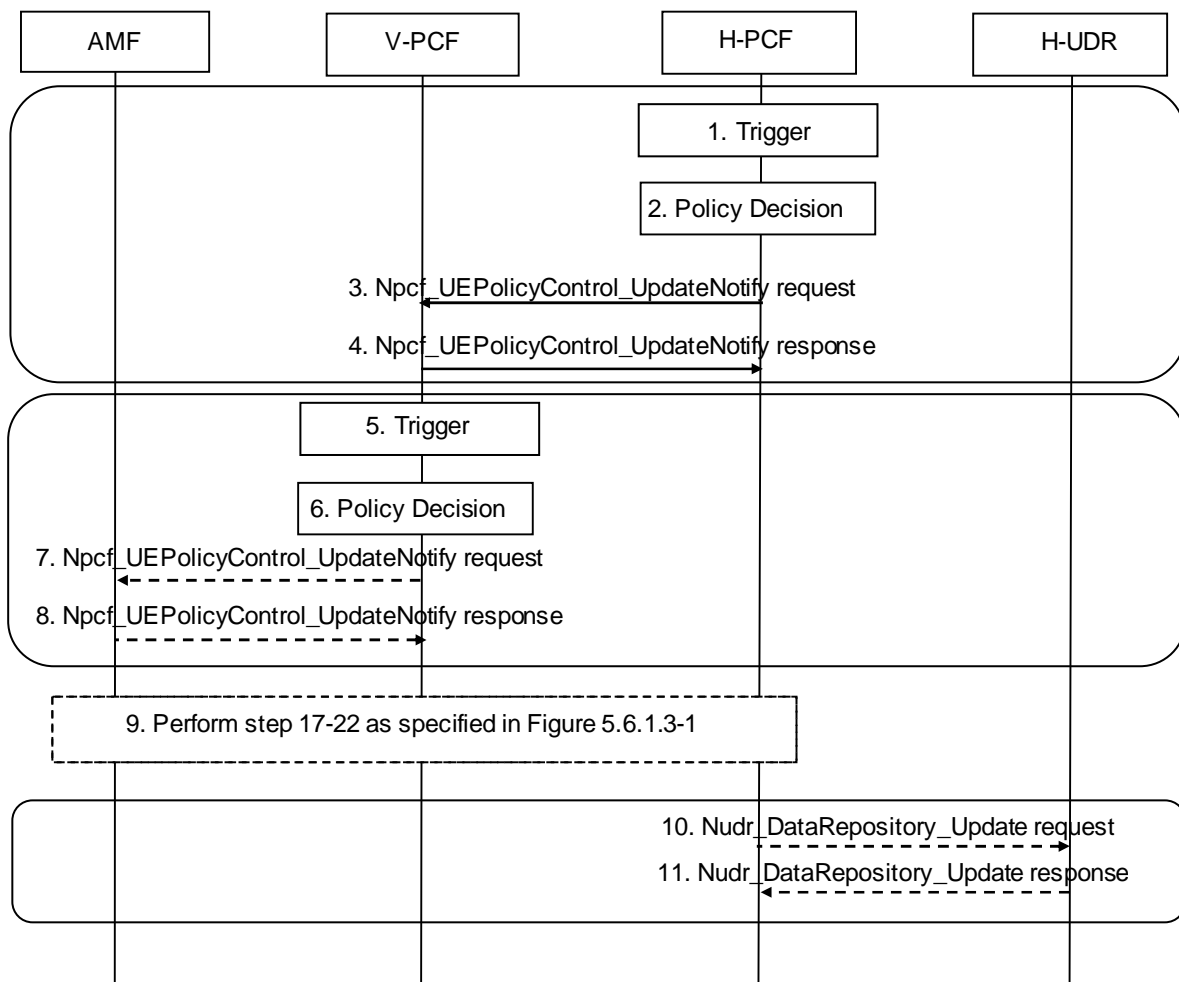 AMF
V-PCF
H-PCF
H-UDR
1. Trigger
2. Policy Decision
3. Npcf_UEPolicyControl_UpdateNotify request
4. Npcf_UEPolicyControl_UpdateNotify response
5. Trigger
6. Policy Decision
7. Npcf_UEPolicyControl_UpdateNotify request
8. Npcf_UEPolicyControl_UpdateNotify response
9. Perform step 17-22 as specified in Figure 5.6.1.3-1
10. Nudr_DataRepository_Update request
11. Nudr_DataRepository_Update response